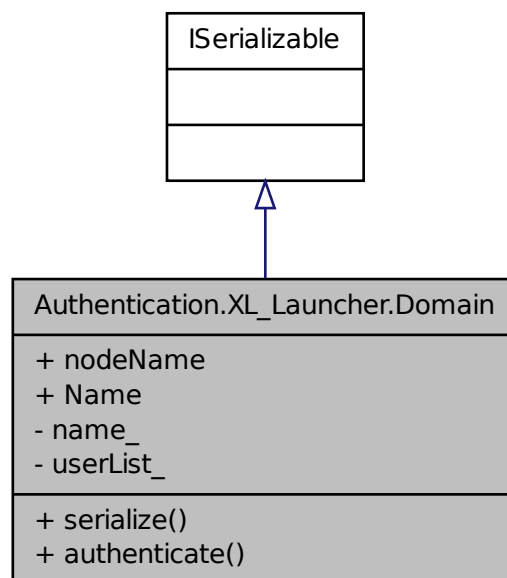 ISerializable
Authentication.XL_Launcher.Domain
+ nodeName
+ Name
- name_
- userList_
+ serialize()
+ authenticate()